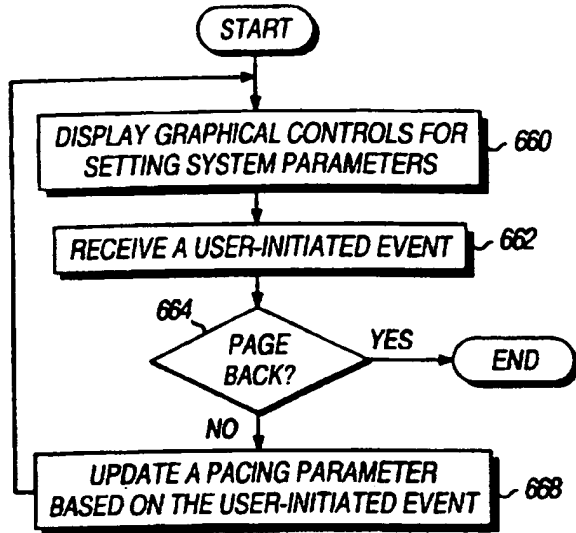 START
DISPLAY GRAPHICAL CONTROLS FOR
SETTING SYSTEM PARAMETERS
660
RECEIVE A USER-INITIATED EVENT
662
664
PAGE
BACK?
YES
END
NO
UPDATE A PACING PARAMETER
BASED ON THE USER-INITIATED EVENT
668